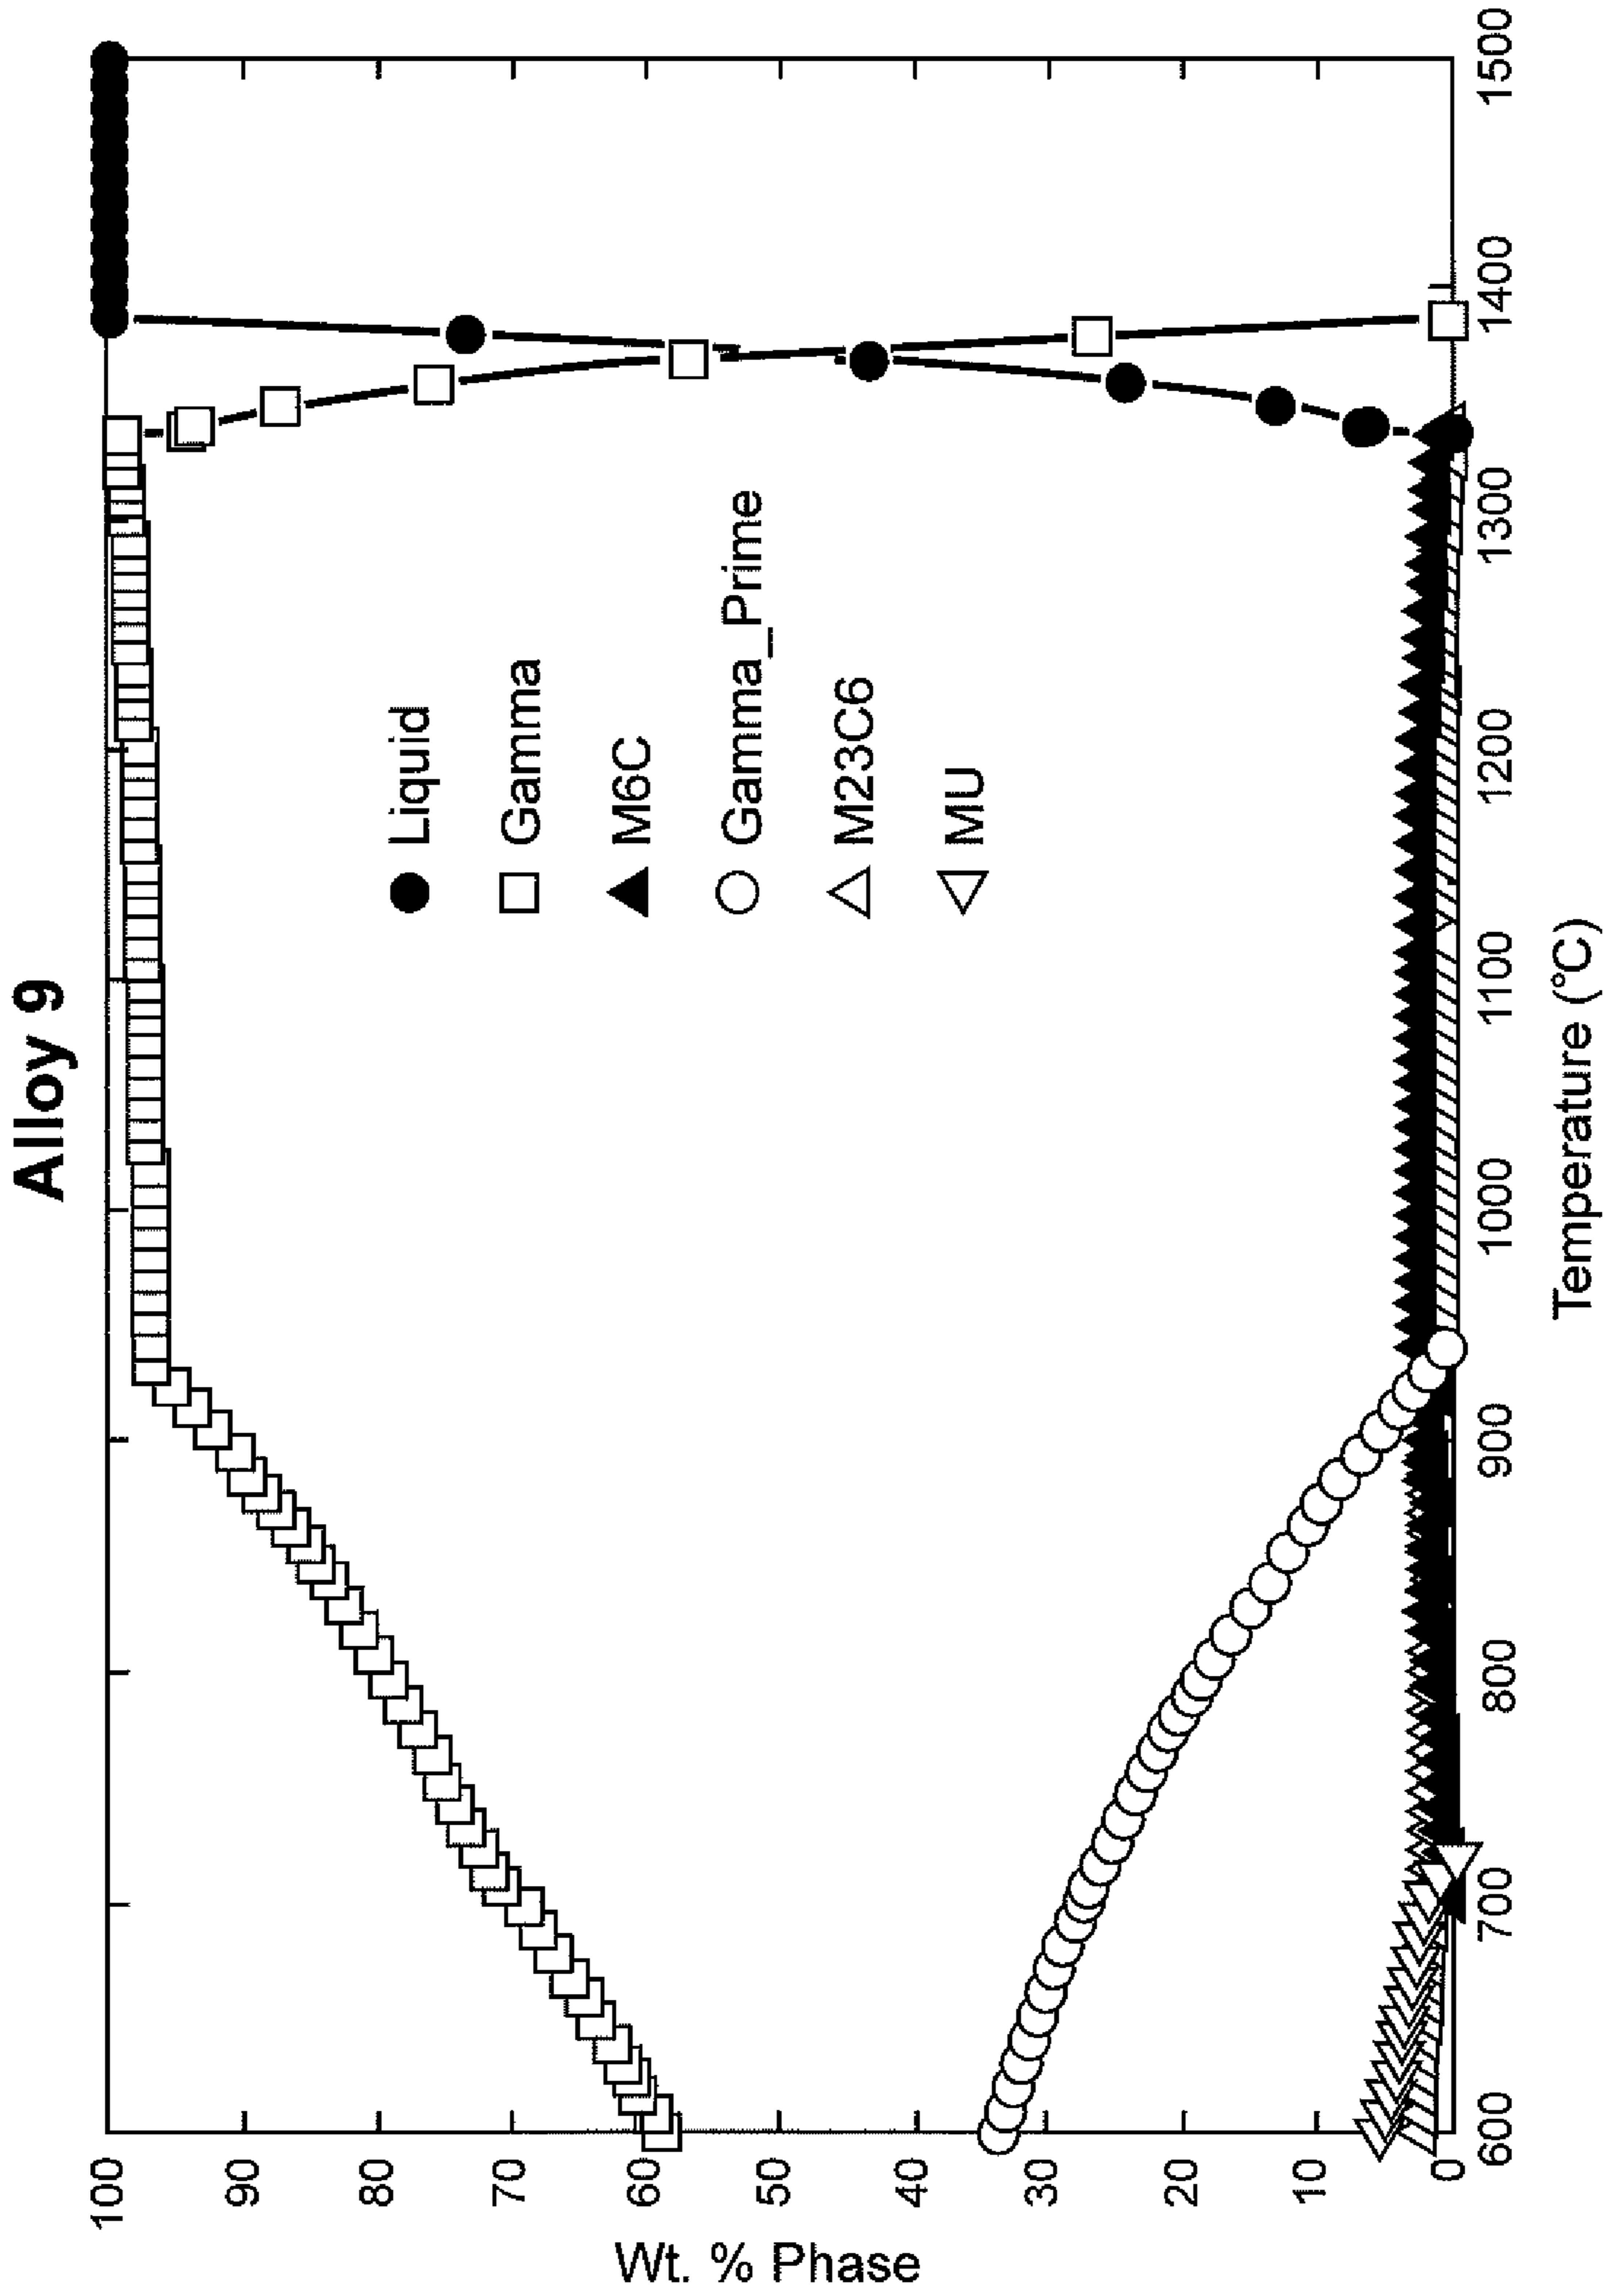 Alloy 9
Wt. % Phase
100
90
80
70
60
50
40
30
20
10
0
Liquid
Gamma
M6C
Gamma_Prime
M23C6
MU
600
700
800
900
1000
1100
1200
1300
1400
1500
Temperature (°C)